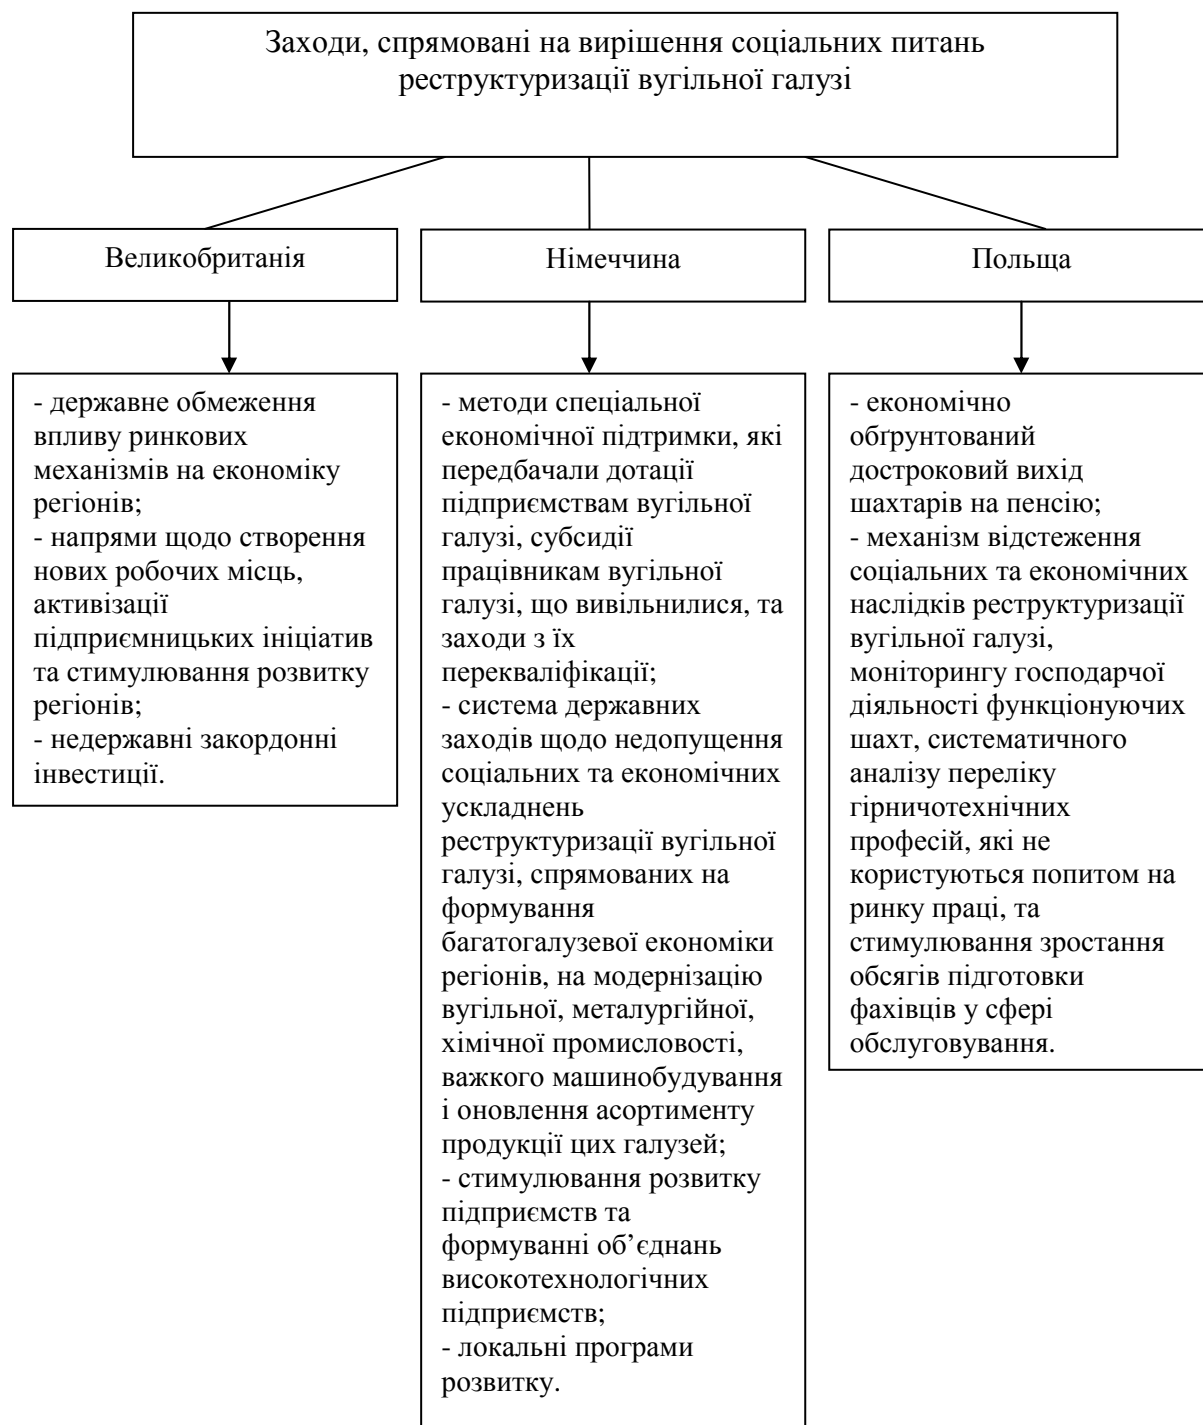 Заходи, спрямовані на вирішення соціальних питань
реструктуризації вугільної галузі
Великобританія
Німеччина
Польща
- державне обмеження
впливу ринкових
механізмів на економіку
регіонів;
- напрями щодо створення
нових робочих місць,
активізації
підприємницьких ініціатив
та стимулювання розвитку
регіонів;
- недержавні закордонні
інвестиції.
- методи спеціальної
економічної підтримки, які
передбачали дотації
підприємствам вугільної
галузі, субсидії
працівникам вугільної
галузі, що вивільнилися, та
заходи з їх
перекваліфікації;
- система державних
заходів щодо недопущення
соціальних та економічних
ускладнень
реструктуризації вугільної
галузі, спрямованих на
формування
багатогалузевої економіки
регіонів, на модернізацію
вугільної, металургійної,
хімічної промисловості,
важкого машинобудування
і оновлення асортименту
продукції цих галузей;
- стимулювання розвитку
підприємств та
формуванні об’єднань
високотехнологічних
підприємств;
- локальні програми
розвитку.
- економічно
обґрунтований
достроковий вихід
шахтарів на пенсію;
- механізм відстеження
соціальних та економічних
наслідків реструктуризації
вугільної галузі,
моніторингу господарчої
діяльності функціонуючих
шахт, систематичного
аналізу переліку
гірничотехнічних
професій, які не
користуються попитом на
ринку праці, та
стимулювання зростання
обсягів підготовки
фахівців у сфері
обслуговування.